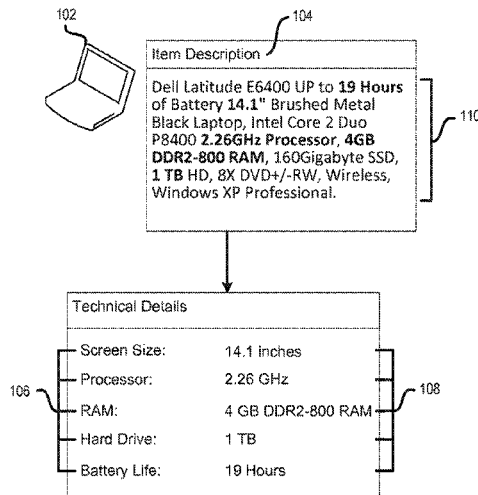 102
104
Item Description
Dell Latitude E6400 UP to 19 Hours
of Battery 14.1" Brushed Metal
Black Laptop, Intel Core 2 Duo
P8400 2.26GHz Processor, 4GB
DDR2-800 RAM, 160Gigabyte SSD,
1 TB HD, 8X DVD+/-RW, Wireless,
Windows XP Professional.
110
Technical Details
Screen Size: 14.1 inches
Processor: 2.26 GHz
106
RAM: 4 GB DDR2-800 RAM
108
Hard Drive: 1 TB
Battery Life: 19 Hours